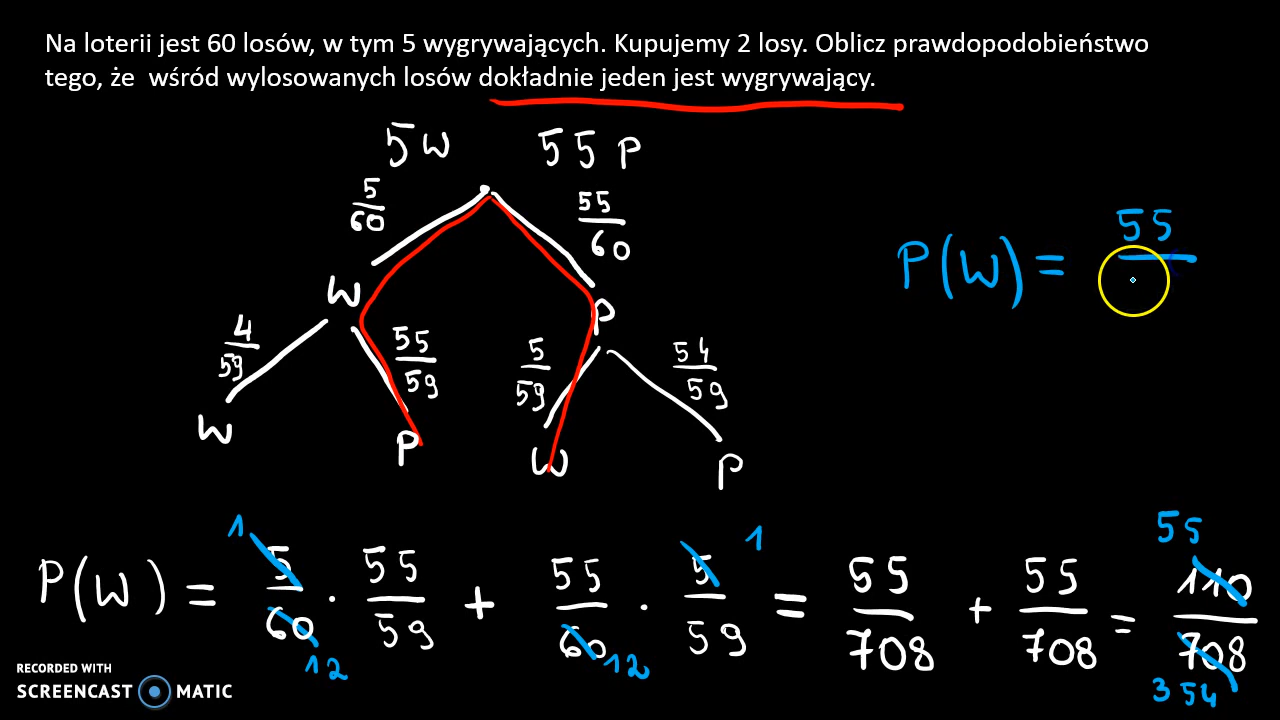 Na loterii jest 60 losów, w tym 5 wygrywających. Kupujemy 2 losy. Oblicz prawdopodobieństwo
tego, że wśród wylosowanych losów dokładnie jeden jest wygrywający.
5W 55P
5/60 55/60
P(W) = 55
W P
4/59 55/59 5/59 54/59
W P W P
1 1 55
P(W) = 5/60 · 55/59 + 55/60 · 5/59 = 55/708 + 55/708 = 110/708
12 12 354
RECORDED WITH
SCREENCAST MATIC